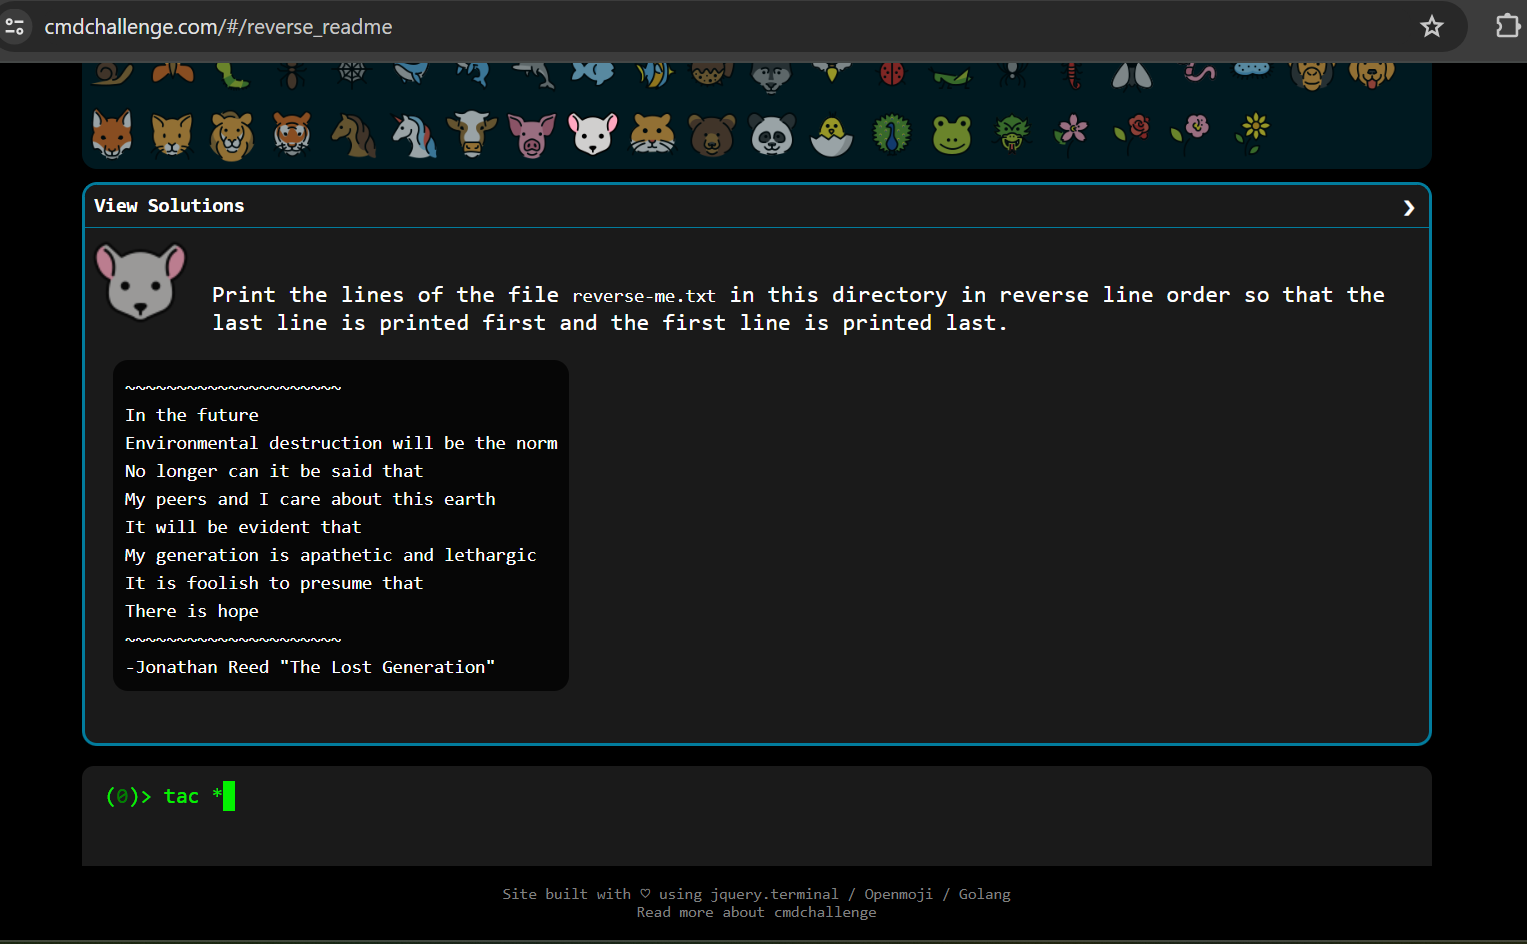 cmdchallenge.com/#/reverse_readme
View Solutions
Print the lines of the file reverse-me.txt in this directory in reverse line order so that the
last line is printed first and the first line is printed last.
~~~~~~~~~~~~~~~~~~~~~
In the future
Environmental destruction will be the norm
No longer can it be said that
My peers and I care about this earth
It will be evident that
My generation is apathetic and lethargic
It is foolish to presume that
There is hope
~~~~~~~~~~~~~~~~~~~~~
-Jonathan Reed "The Lost Generation"
(0)> tac *
Site built with ♡ using jquery.terminal / Openmoji / Golang
Read more about cmdchallenge